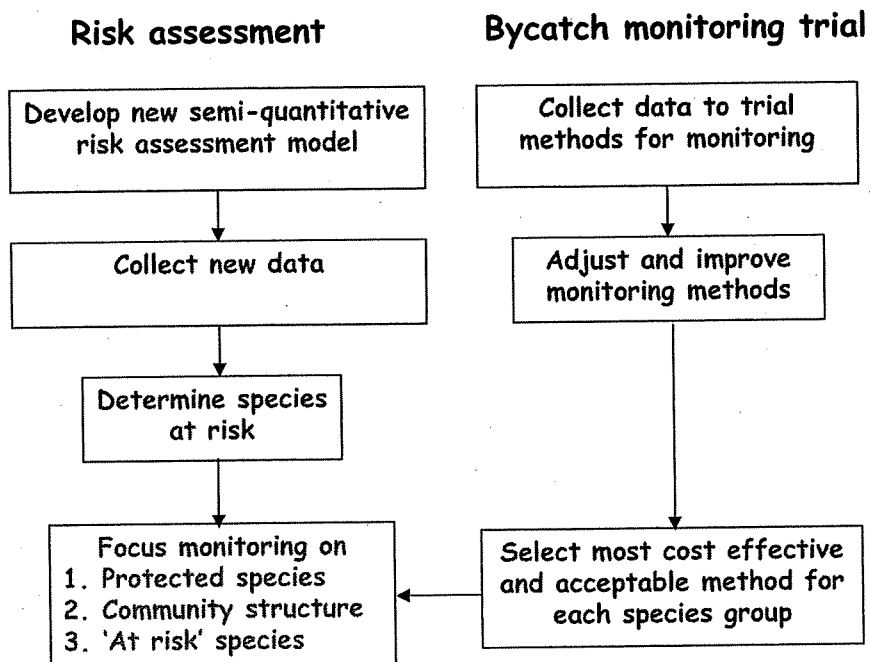 Risk assessment
Develop new semi-quantitative
risk assessment model
Collect new data
Determine species
at risk
Focus monitoring on
1. Protected species
2. Community structure
3. 'At risk' species
Bycatch monitoring trial
Collect data to trial
methods for monitoring
Adjust and improve
monitoring methods
Select most cost effective
and acceptable method for
each species group